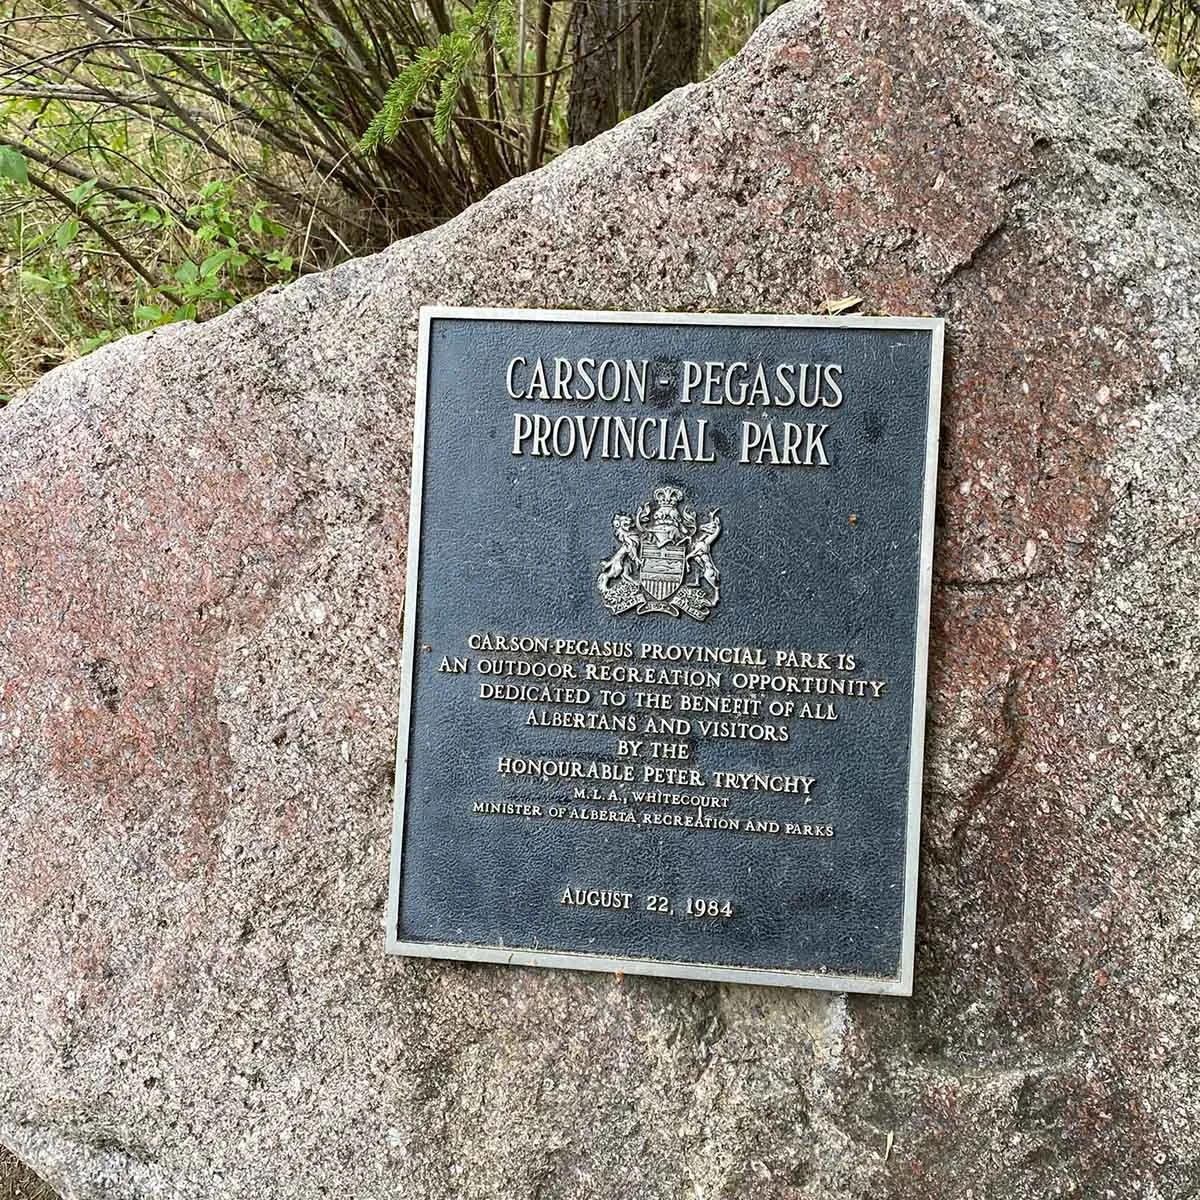 CARSON-PEGASUS
PROVINCIAL PARK
CARSON-PEGASUS PROVINCIAL PARK IS
AN OUTDOOR RECREATION OPPORTUNITY
DEDICATED TO THE BENEFIT OF ALL
ALBERTANS AND VISITORS
BY THE
HONOURABLE PETER TRYNCHY
M.L.A., WHITECOURT
MINISTER OF ALBERTA RECREATION AND PARKS
AUGUST 22, 1984